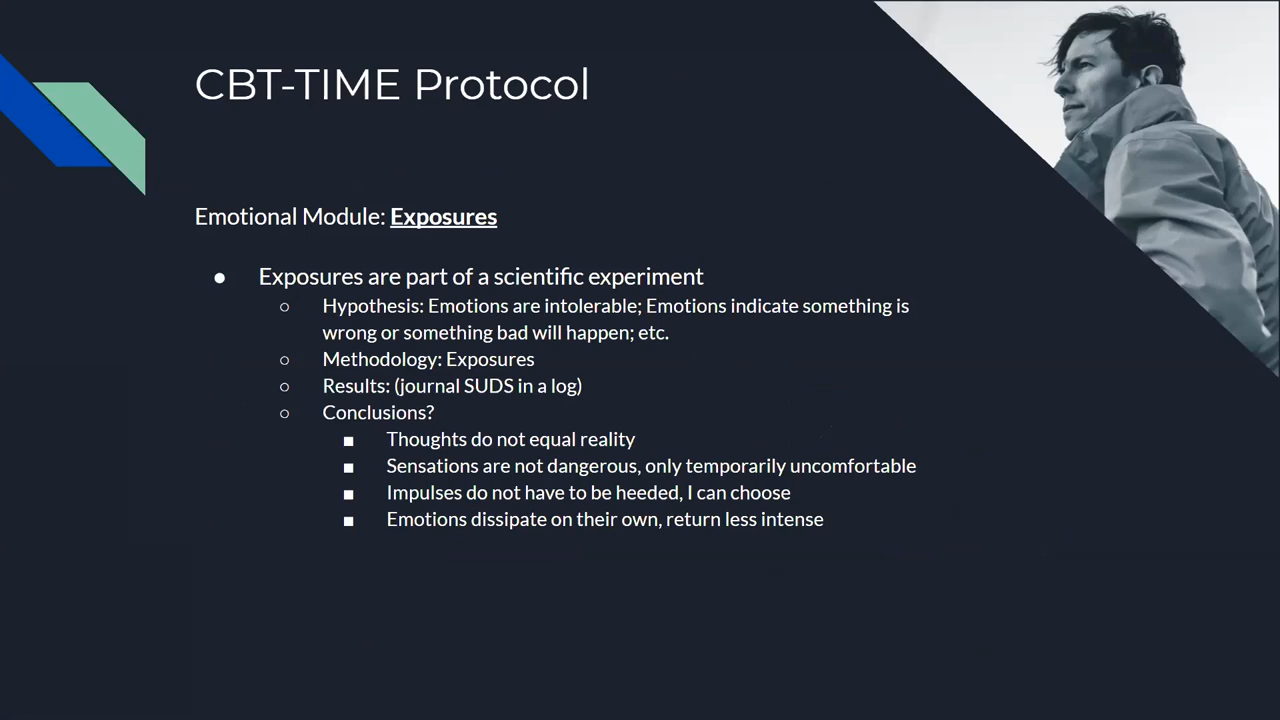 CBT-TIME Protocol
Emotional Module: Exposures
● Exposures are part of a scientific experiment
○ Hypothesis: Emotions are intolerable; Emotions indicate something is
wrong or something bad will happen; etc.
○ Methodology: Exposures
○ Results: (journal SUDS in a log)
○ Conclusions?
■ Thoughts do not equal reality
■ Sensations are not dangerous, only temporarily uncomfortable
■ Impulses do not have to be heeded, I can choose
■ Emotions dissipate on their own, return less intense